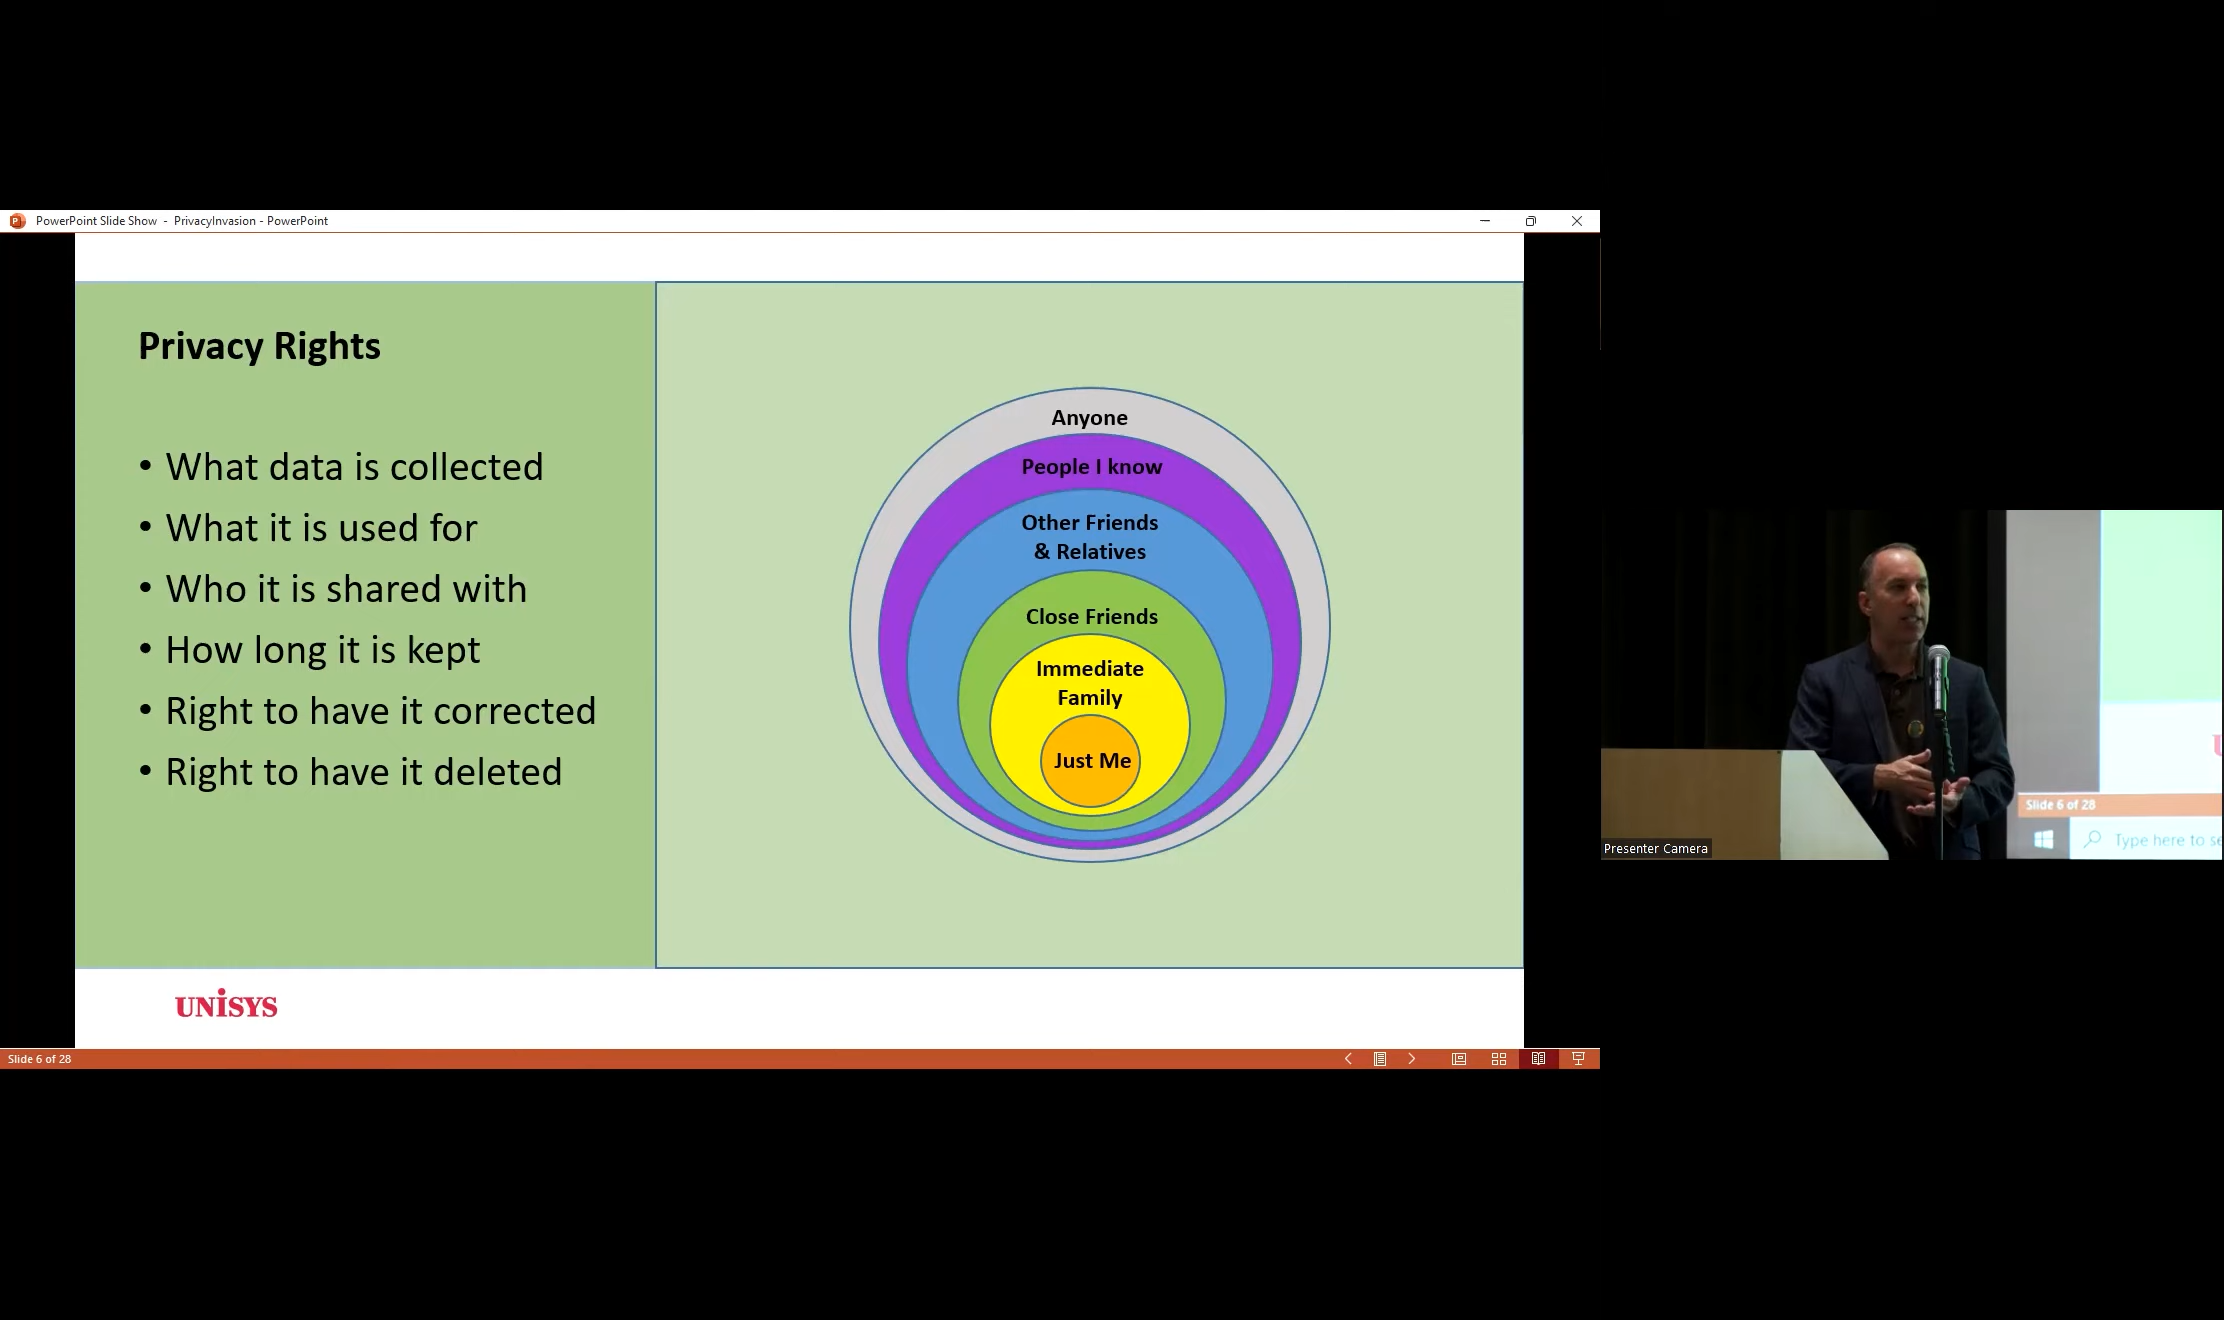 PowerPoint Slide Show - PrivacyInvasion - PowerPoint
Privacy Rights
• What data is collected
• What it is used for
• Who it is shared with
• How long it is kept
• Right to have it corrected
• Right to have it deleted
Anyone
People I know
Other Friends
& Relatives
Close Friends
Immediate
Family
Just Me
UNiSYS
Slide 6 of 28
Slide 6 of 28
Type here to
Presenter Camera